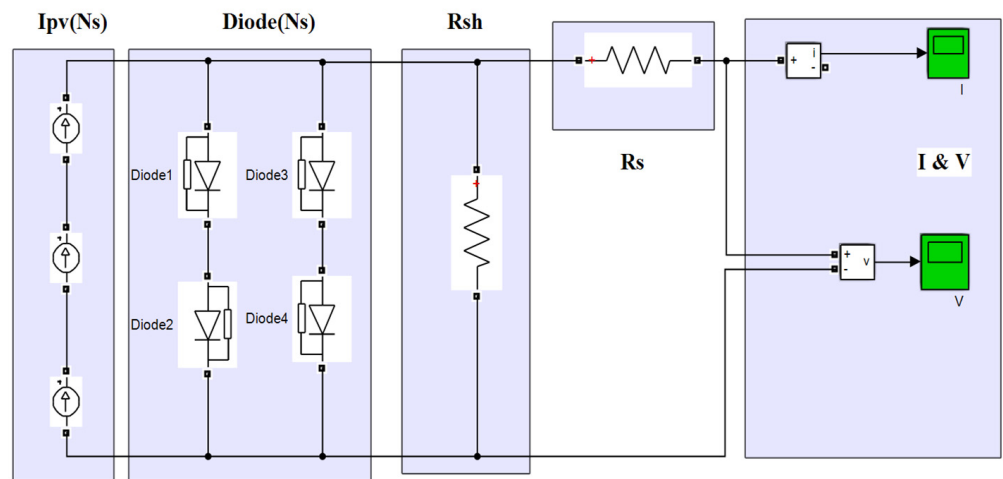 Ipv(Ns)
Diode(Ns)
Rsh
Rs
I & V
Diode1
Diode3
Diode2
Diode4
+
+
+ i
-
I
+
- v
V